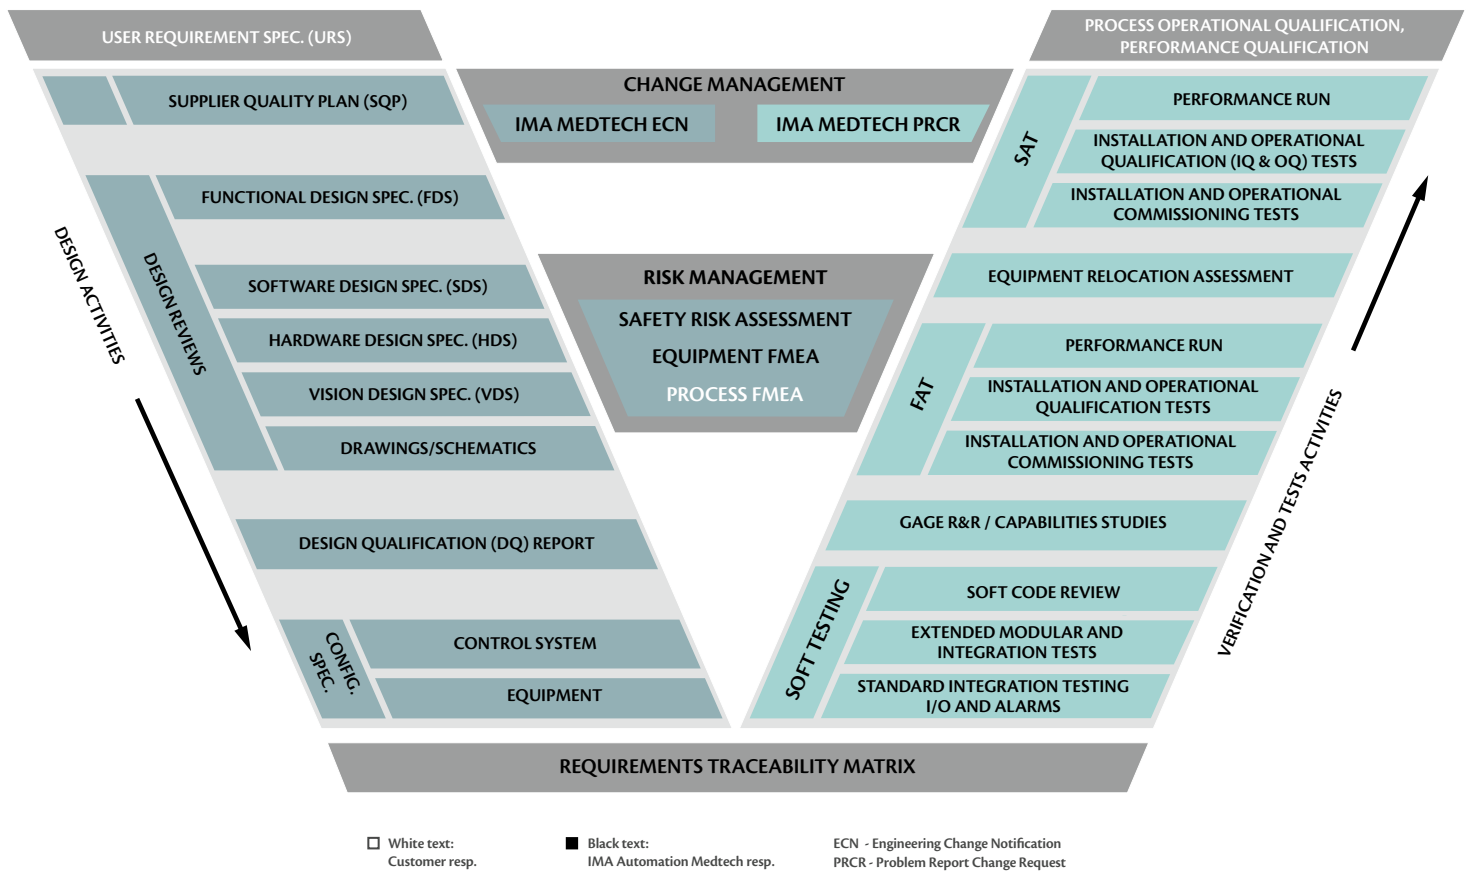 USER REQUIREMENT SPEC. (URS)
SUPPLIER QUALITY PLAN (SQP)
DESIGN REVIEWS
FUNCTIONAL DESIGN SPEC. (FDS)
SOFTWARE DESIGN SPEC. (SDS)
HARDWARE DESIGN SPEC. (HDS)
VISION DESIGN SPEC. (VDS)
DRAWINGS/SCHEMATICS
DESIGN QUALIFICATION (DQ) REPORT
CONFIG.
SPEC.
CONTROL SYSTEM
EQUIPMENT
DESIGN ACTIVITIES
CHANGE MANAGEMENT
IMA MEDTECH ECN
IMA MEDTECH PRCR
RISK MANAGEMENT
SAFETY RISK ASSESSMENT
EQUIPMENT FMEA
PROCESS FMEA
PROCESS OPERATIONAL QUALIFICATION,
PERFORMANCE QUALIFICATION
SAT
PERFORMANCE RUN
INSTALLATION AND OPERATIONAL
QUALIFICATION (IQ & OQ) TESTS
INSTALLATION AND OPERATIONAL
COMMISSIONING TESTS
EQUIPMENT RELOCATION ASSESSMENT
FAT
PERFORMANCE RUN
INSTALLATION AND OPERATIONAL
QUALIFICATION TESTS
INSTALLATION AND OPERATIONAL
COMMISSIONING TESTS
GAGE R&R / CAPABILITIES STUDIES
SOFT TESTING
SOFT CODE REVIEW
EXTENDED MODULAR AND
INTEGRATION TESTS
STANDARD INTEGRATION TESTING
I/O AND ALARMS
VERIFICATION AND TESTS ACTIVITIES
REQUIREMENTS TRACEABILITY MATRIX
White text:
Customer resp.
Black text:
IMA Automation Medtech resp.
ECN - Engineering Change Notification
PRCR - Problem Report Change Request